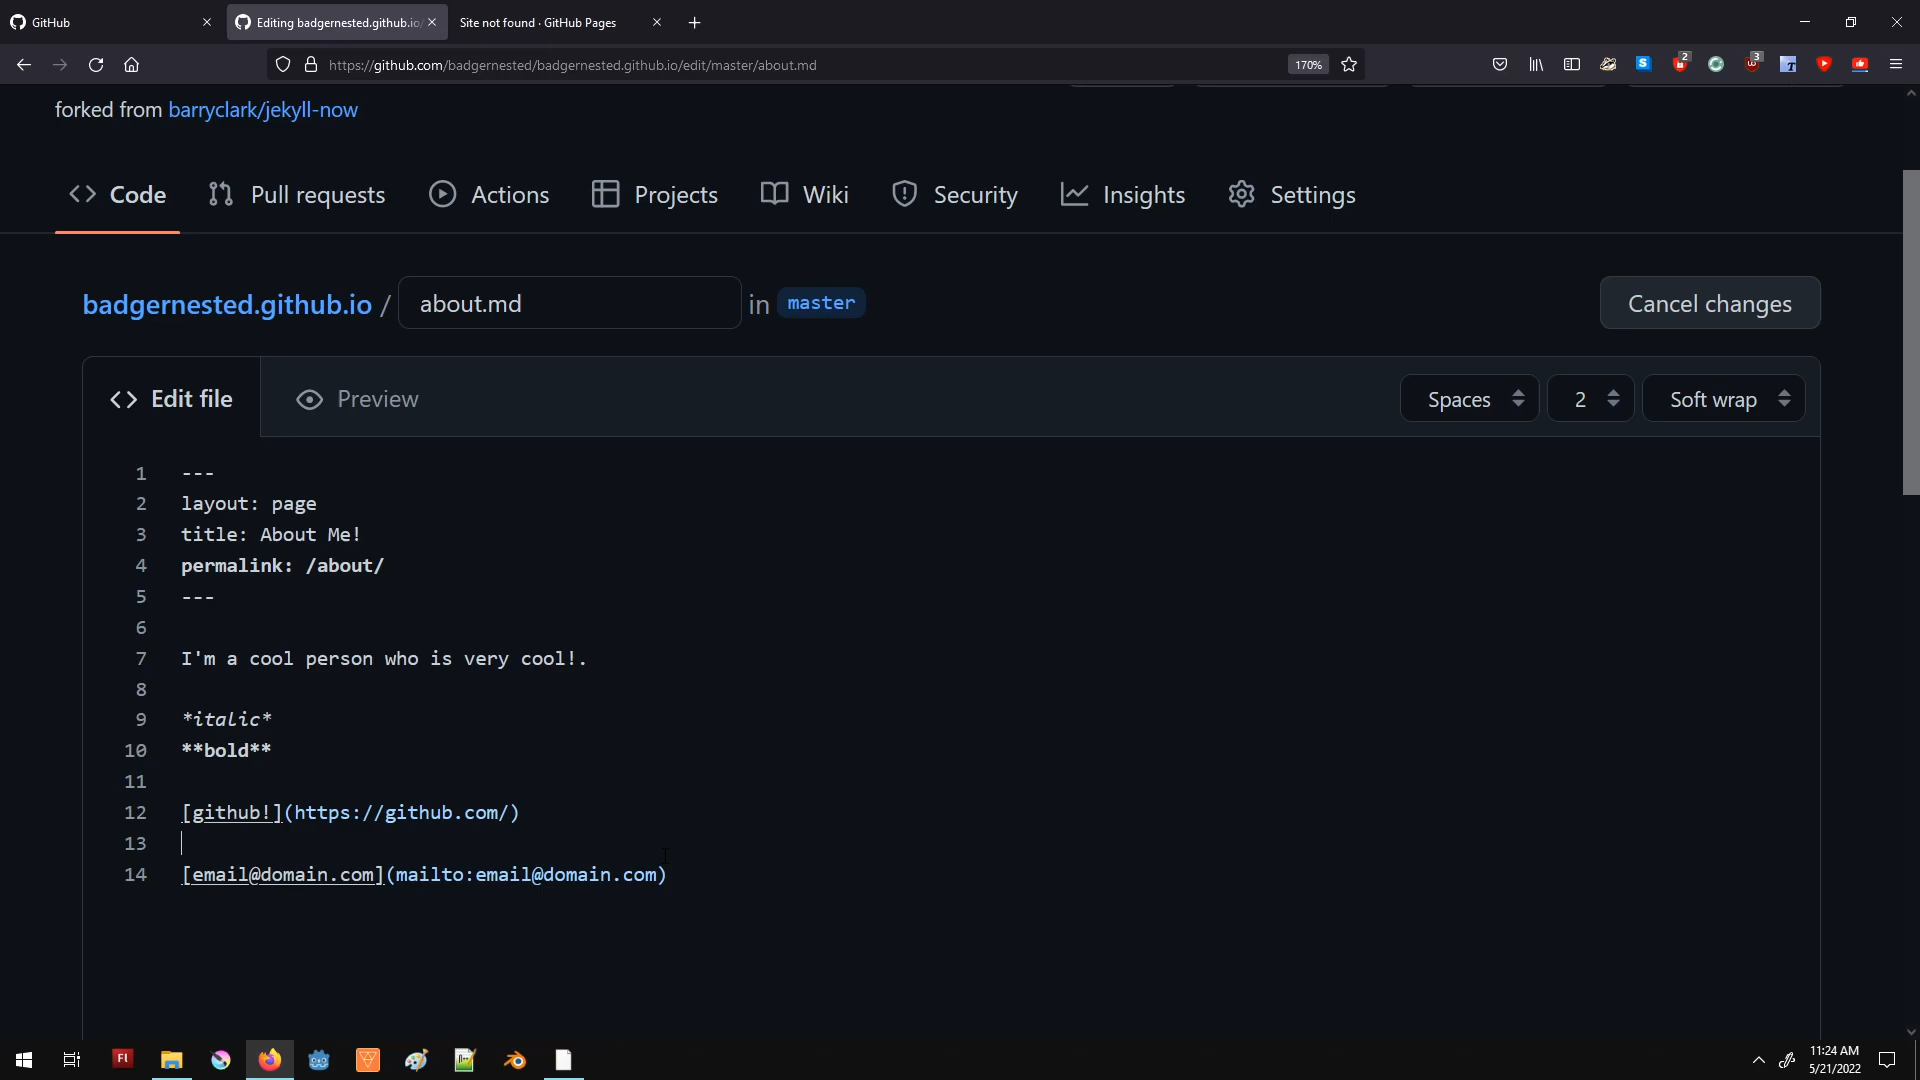 GitHub
Editing badgernested.github.io/
Site not found · GitHub Pages
https://github.com/badgernested/badgernested.github.io/edit/master/about.md
170%
2
3
forked from barryclark/jekyll-now
Code
Pull requests
Actions
Projects
Wiki
Security
Insights
Settings
badgernested.github.io / about.md in master
Cancel changes
Edit file
Preview
Spaces
2
Soft wrap
1 ---
2 layout: page
3 title: About Me!
4 permalink: /about/
5 ---
6
7 I'm a cool person who is very cool!.
8
9 *italic*
10 **bold**
11
12 [github!](https://github.com/)
13
14 [email@domain.com](mailto:email@domain.com)
Fl
11:24 AM
5/21/2022